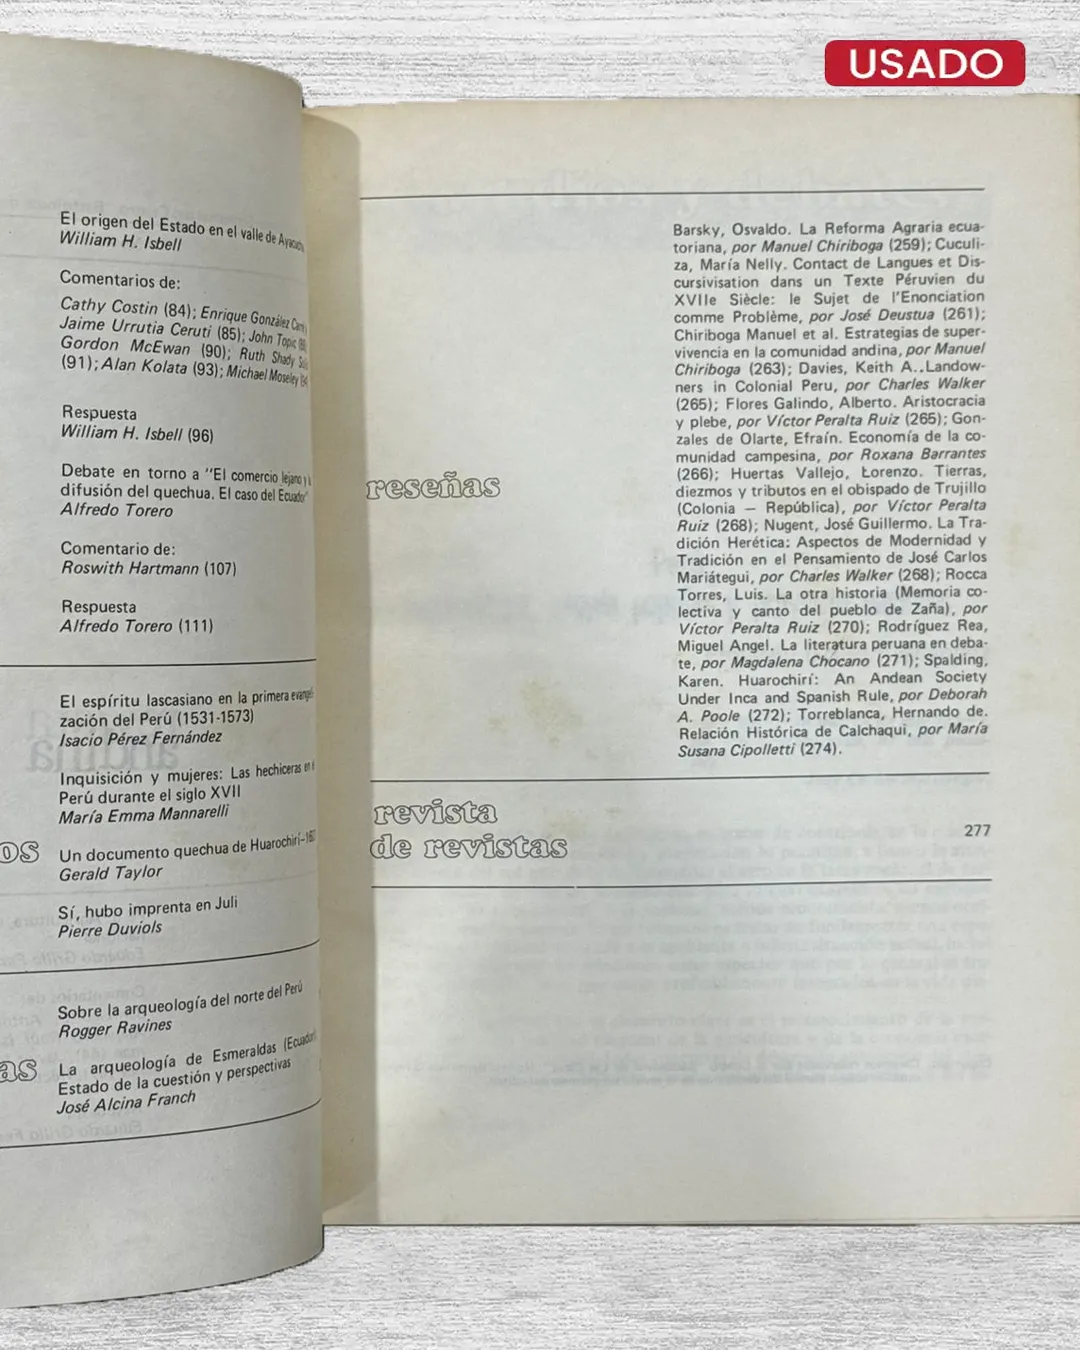 USADO
El origen del Estado en el valle de Ayacucho
William H. Isbell
Comentarios de:
Cathy Costin (84); Enrique González Carre
Jaime Urrutia Ceruti (85); John Topic
Gordon McEwan (90); Ruth Shady
(91); Alan Kolata (93); Michael Moseley
Respuesta
William H. Isbell (96)
Debate en torno a "El comercio lejano y la
difusión del quechua. El caso del Ecuador"
Alfredo Torero
Comentario de:
Roswith Hartmann (107)
Respuesta
Alfredo Torero (111)
El espíritu lascasiano en la primera evangeli-
zación del Perú (1531-1573)
Isacio Pérez Fernández
Inquisición y mujeres: Las hechiceras en el
Perú durante el siglo XVII
María Emma Mannarelli
os
Un documento quechua de Huarochirí-
Gerald Taylor
Sí, hubo imprenta en Juli
Pierre Duviols
Sobre la arqueología del norte del Perú
Rogger Ravines
as
La arqueología de Esmeraldas (Ecuador).
Estado de la cuestión y perspectivas
José Alcina Franch
reseñas
Barsky, Osvaldo. La Reforma Agraria ecua-
toriana, por Manuel Chiriboga (259); Cuculi-
za, María Nelly. Contact de Langues et Dis-
cursivisation dans un Texte Péruvien du
XVIIe Siècle: le Sujet de l'Enonciation
comme Problème, por José Deustua (261);
Chiriboga Manuel et al. Estrategias de super-
vivencia en la comunidad andina, por Manuel
Chiriboga (263); Davies, Keith A., Landow-
ners in Colonial Peru, por Charles Walker
(265); Flores Galindo, Alberto. Aristocracia
y plebe, por Víctor Peralta Ruiz (265); Gon-
zales de Olarte, Efraín. Economía de la co-
munidad campesina, por Roxana Barrantes
(266); Huertas Vallejo, Lorenzo. Tierras,
diezmos y tributos en el obispado de Trujillo
(Colonia — República), por Víctor Peralta
Ruiz (268); Nugent, José Guillermo. La Tra-
dición Herética: Aspectos de Modernidad y
Tradición en el Pensamiento de José Carlos
Mariátegui, por Charles Walker (268); Rocca
Torres, Luis. La otra historia (Memoria co-
lectiva y canto del pueblo de Zaña), por
Víctor Peralta Ruiz (270); Rodríguez Rea,
Miguel Angel. La literatura peruana en deba-
te, por Magdalena Chocano (271); Spalding,
Karen. Huarochirí: An Andean Society
Under Inca and Spanish Rule, por Deborah
A. Poole (272); Torreblanca, Hernando de.
Relación Histórica de Calchaqui, por María
Susana Cipolletti (274).
revista
de revistas
277